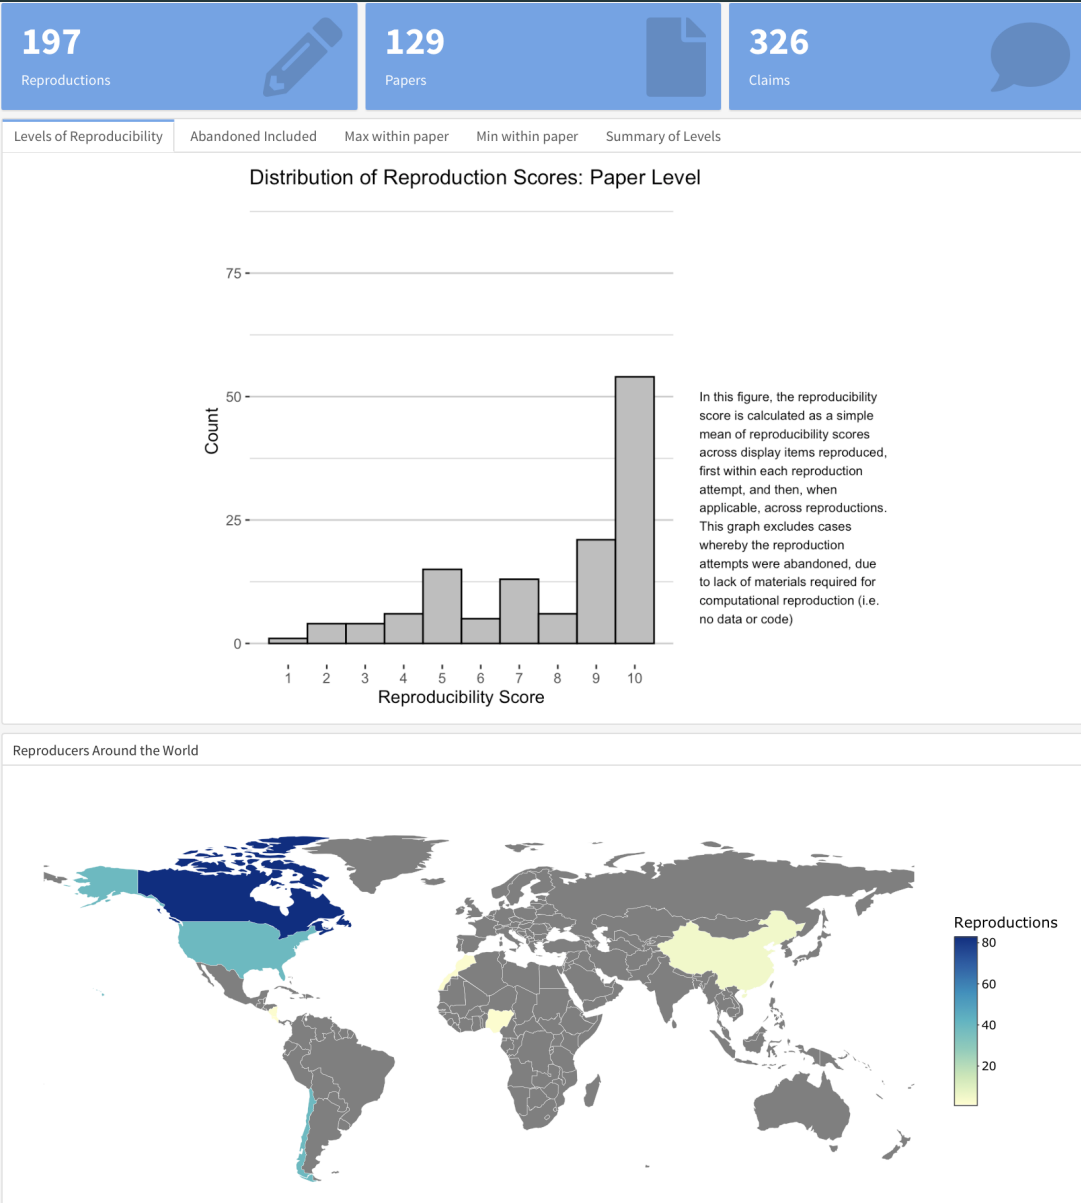 197
Reproductions
129
Papers
326
Claims
Levels of Reproducibility
Abandoned Included
Max within paper
Min within paper
Summary of Levels
Distribution of Reproduction Scores: Paper Level
75
50
25
0
Count
1 2 3 4 5 6 7 8 9 10
Reproducibility Score
In this figure, the reproducibility
score is calculated as a simple
mean of reproducibility scores
across display items reproduced,
first within each reproduction
attempt, and then, when
applicable, across reproductions.
This graph excludes cases
whereby the reproduction
attempts were abandoned, due
to lack of materials required for
computational reproduction (i.e.
no data or code)
Reproducers Around the World
Reproductions
80
60
40
20